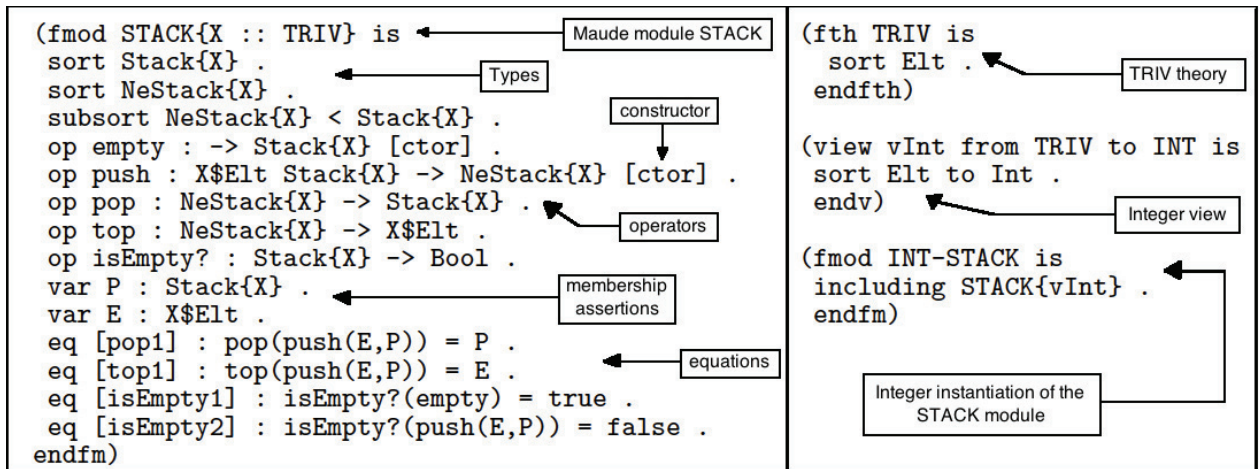 (fmod STACK{X :: TRIV} is
Maude module STACK
sort Stack{X} .
sort NeStack{X} .
Types
subsort NeStack{X} < Stack{X} .
constructor
op empty : -> Stack{X} [ctor] .
op push : X$Elt Stack{X} -> NeStack{X} [ctor] .
op pop : NeStack{X} -> Stack{X} .
op top : NeStack{X} -> X$Elt .
operators
op isEmpty? : Stack{X} -> Bool .
var P : Stack{X} .
var E : X$Elt .
membership
assertions
eq [pop1] : pop(push(E,P)) = P .
eq [top1] : top(push(E,P)) = E .
equations
eq [isEmpty1] : isEmpty?(empty) = true .
eq [isEmpty2] : isEmpty?(push(E,P)) = false .
endfm)
(fth TRIV is
sort Elt .
TRIV theory
endfth)
(view vInt from TRIV to INT is
sort Elt to Int .
endv)
Integer view
(fmod INT-STACK is
including STACK{vInt} .
endfm)
Integer instantiation of the
STACK module